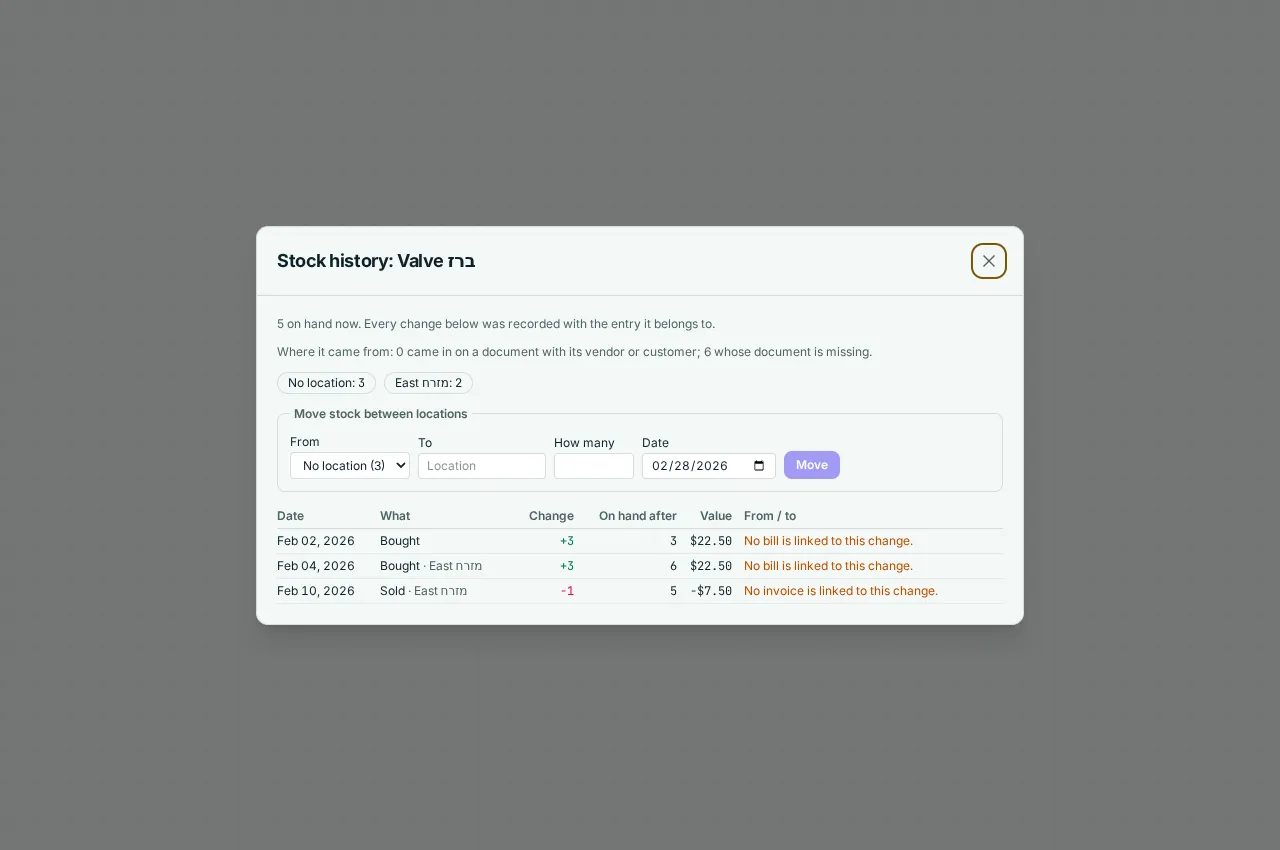 Stock history: Valve ברז
5 on hand now. Every change below was recorded with the entry it belongs to.
Where it came from: 0 came in on a document with its vendor or customer; 6 whose document is missing.
No location: 3 East מזרח: 2
Move stock between locations
From To How many Date
No location (3) Location 02/28/2026 Move
Date What Change On hand after Value From / to
Feb 02, 2026 Bought +3 3 $22.50 No bill is linked to this change.
Feb 04, 2026 Bought · East מזרח +3 6 $22.50 No bill is linked to this change.
Feb 10, 2026 Sold · East מזרח -1 5 -$7.50 No invoice is linked to this change.